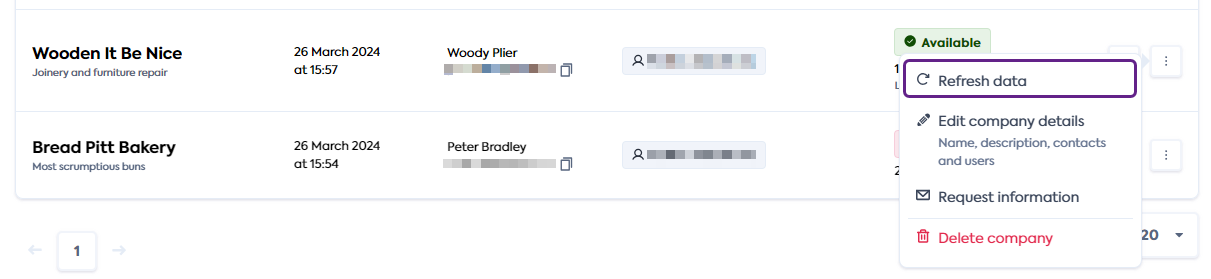 Wooden It Be Nice
Joinery and furniture repair
26 March 2024
at 15:57
Woody Plier
Available
Refresh data
Edit company details
Name, description, contacts
and users
Request information
Delete company
Bread Pitt Bakery
Most scrumptious buns
26 March 2024
at 15:54
Peter Bradley
1
20